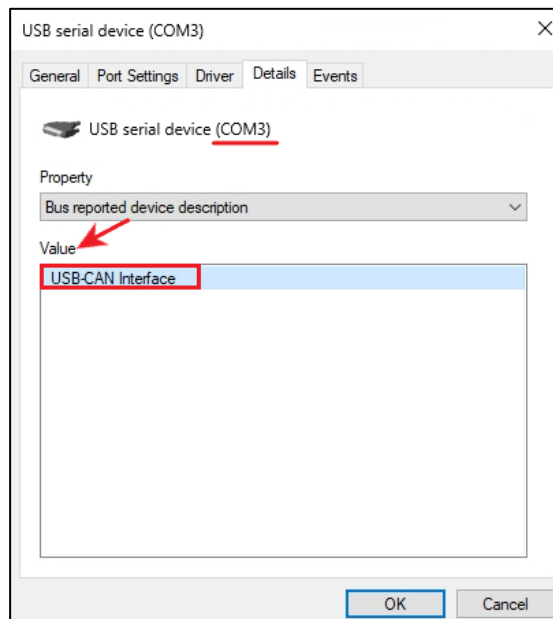 USB serial device (COM3)
General Port Settings Driver Details Events
USB serial device (COM3)
Property
Bus reported device description
Value
USB-CAN Interface
OK Cancel